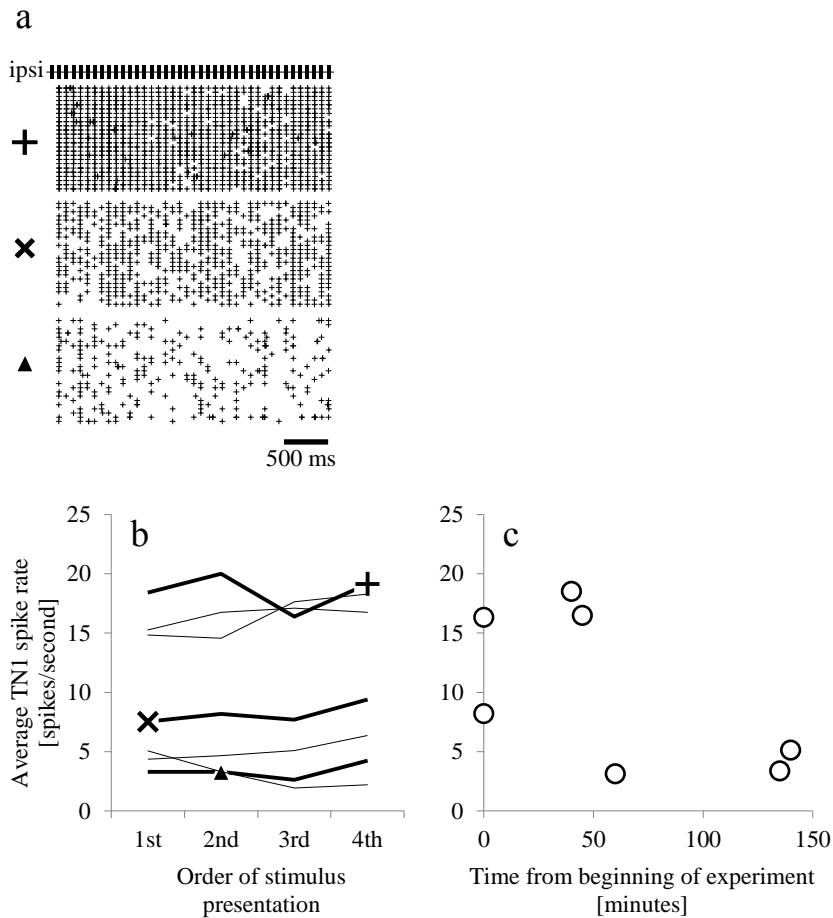 a
ipsi
500 ms
Average TN1 spike rate
[spikes/second]
25
20
15
10
5
0
b
1st 2nd 3rd 4th
Order of stimulus
presentation
25
20
15
10
5
0
c
0 50 100 150
Time from beginning of experiment
[minutes]